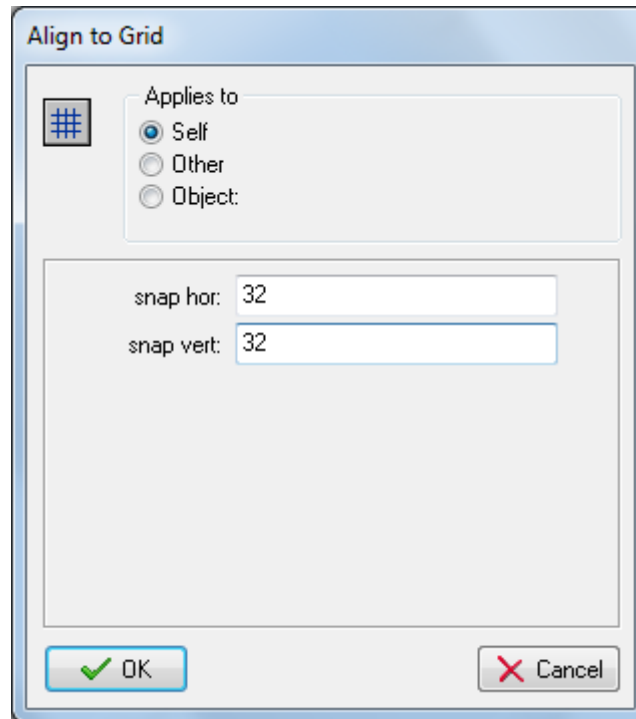 Align to Grid
Applies to
Self
Other
Object:
snap hor: 32
snap vert: 32
OK
Cancel